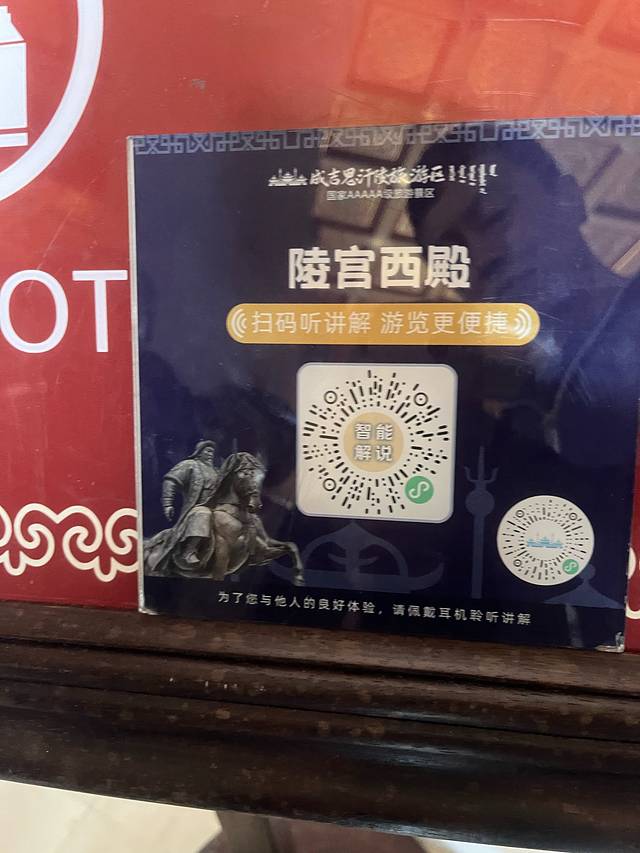 成吉思汗陵旅游区
国家AAAAA级旅游景区
陵宫西殿
扫码听讲解 游览更便捷
智能
解说
为了您与他人的良好体验，请佩戴耳机聆听讲解
OT